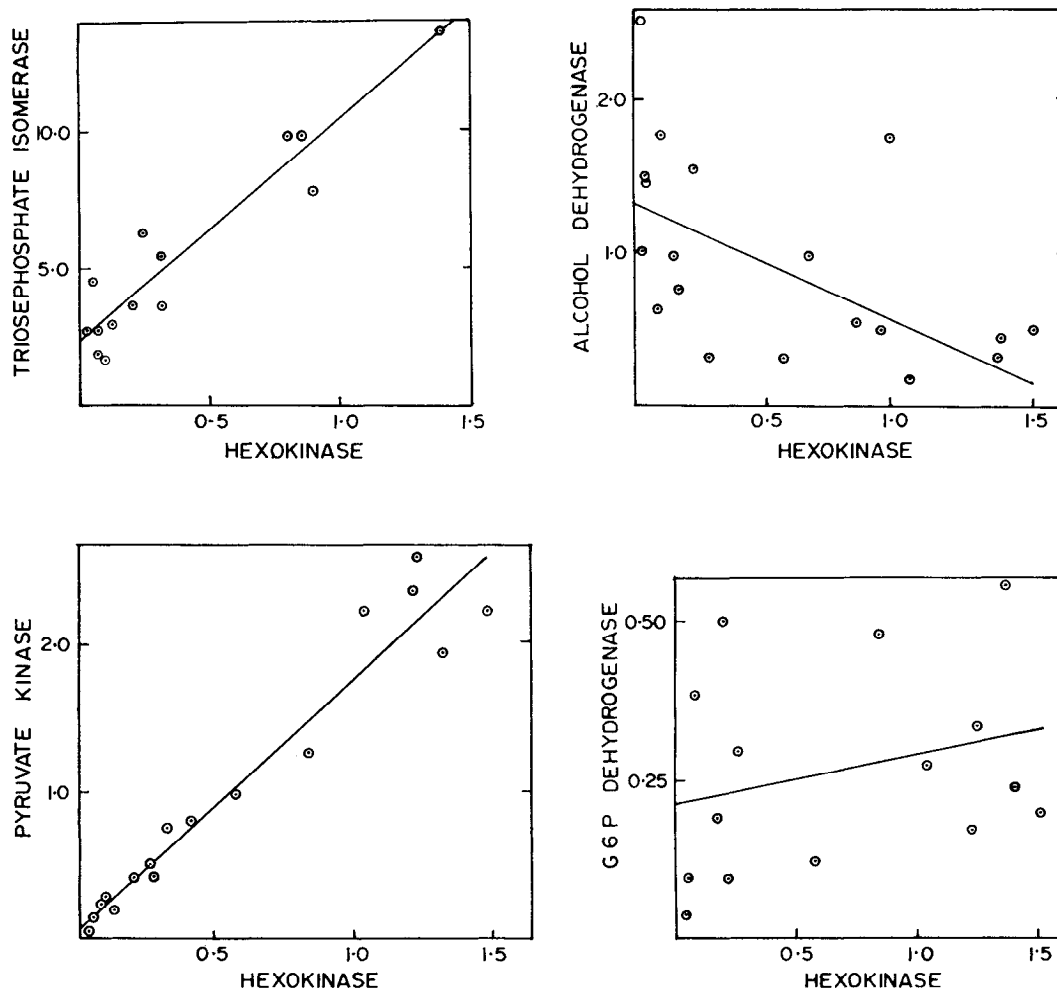 TRIOSEPHOSPHATE ISOMERASE
10·0
5·0
0·5 1·0 1·5
HEXOKINASE
ALCOHOL DEHYDROGENASE
2·0
1·0
0·5 1·0 1·5
HEXOKINASE
PYRUVATE KINASE
2·0
1·0
0·5 1·0 1·5
HEXOKINASE
G6P DEHYDROGENASE
0·50
0·25
0·5 1·0 1·5
HEXOKINASE